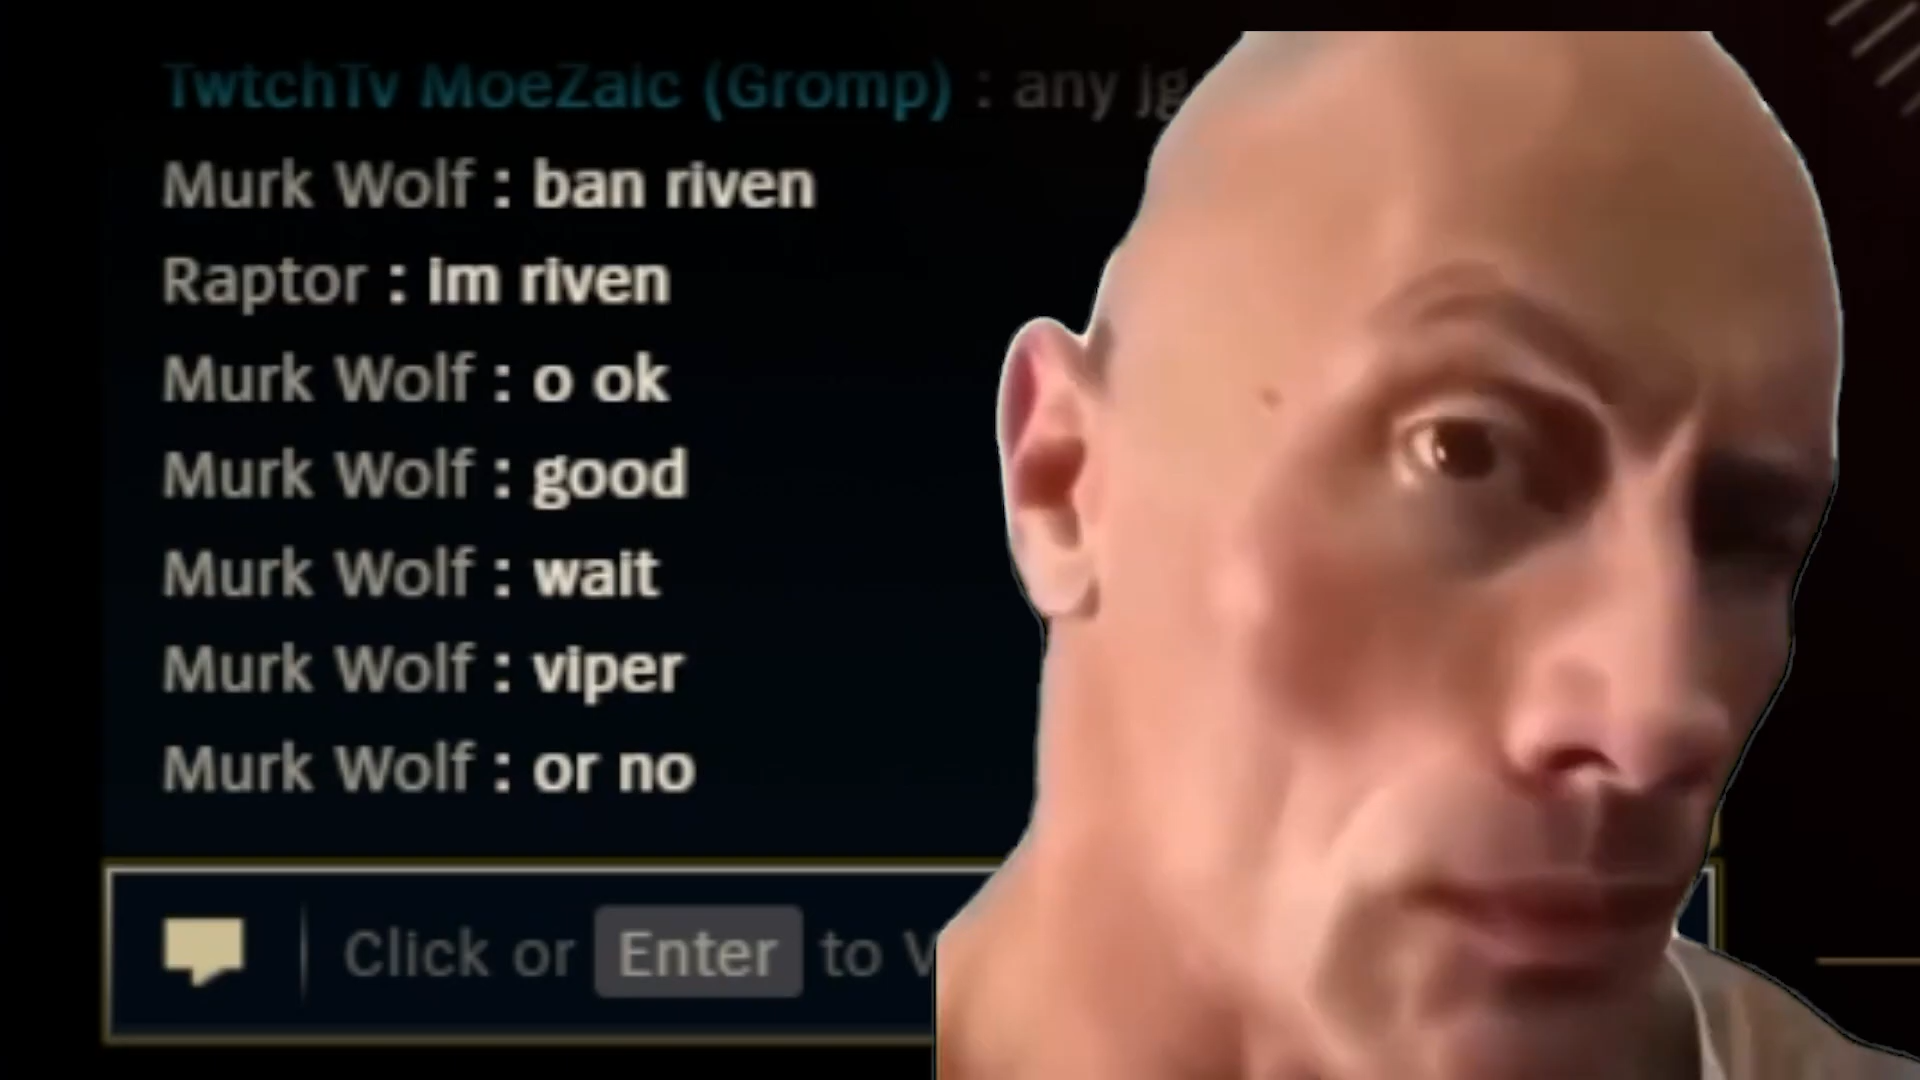 TwtchTv MoeZaic (Gromp) : any jg
Murk Wolf : ban riven
Raptor : im riven
Murk Wolf : o ok
Murk Wolf : good
Murk Wolf : wait
Murk Wolf : viper
Murk Wolf : or no
Click or Enter to V